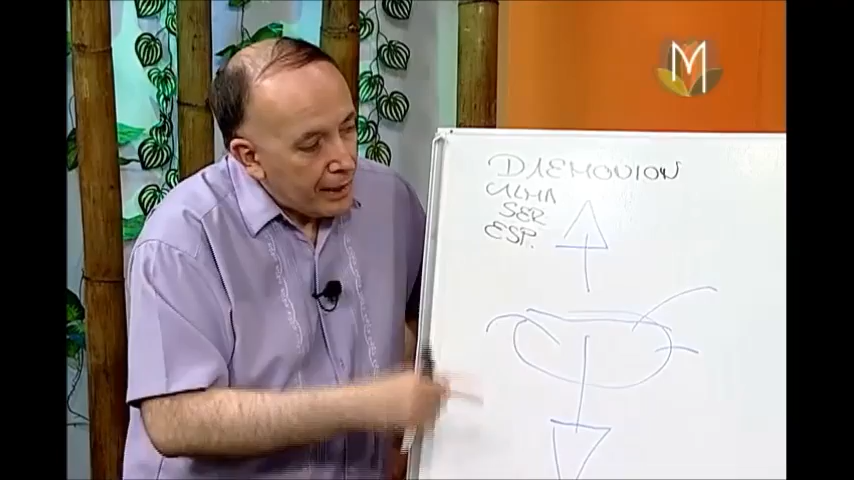 DAEMONION
ALMA
SER
ESP.
M